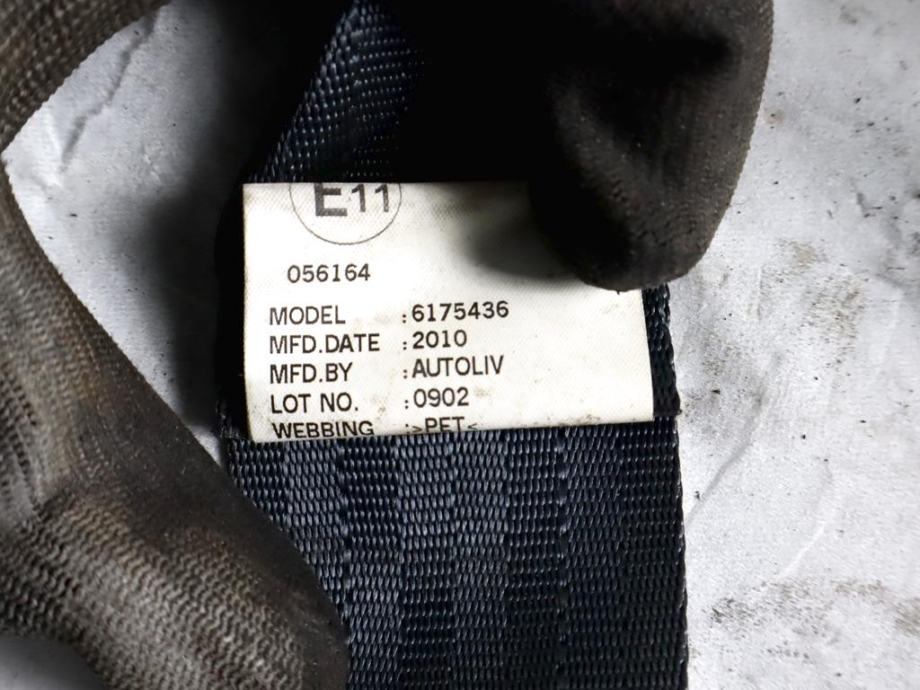 E11
056164
MODEL :6175436
MFD.DATE :2010
MFD.BY :AUTOLIV
LOT NO. :0902
WEBBING :>PET<